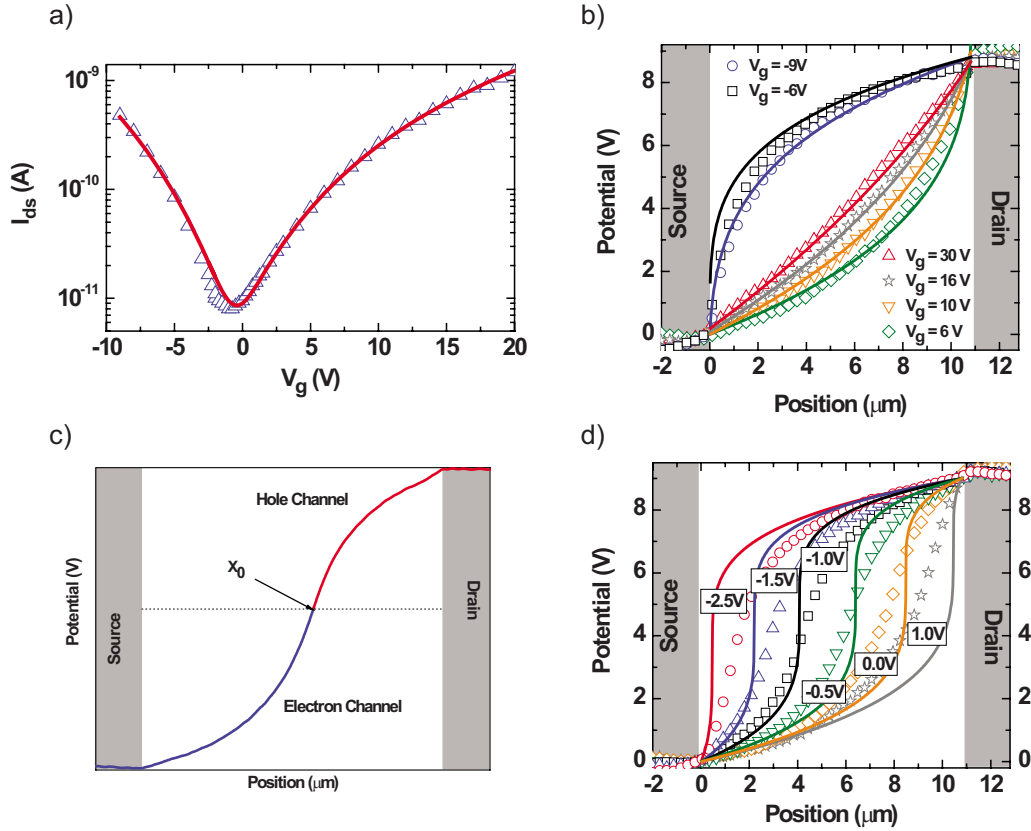 a)
10⁻⁹
10⁻¹⁰
10⁻¹¹
I_ds (A)
-10 -5 0 5 10 15 20
V_g (V)
b)
8
6
4
2
0
Potential (V)
Source
Drain
V_g = -9V
V_g = -6V
V_g = 30 V
V_g = 16 V
V_g = 10 V
V_g = 6 V
-2 0 2 4 6 8 10 12
Position (μm)
c)
Potential (V)
Source
Drain
Hole Channel
X₀
Electron Channel
Position (μm)
d)
8
6
4
2
0
Potential (V)
Source
Drain
-2.5V
-1.5V
-1.0V
-0.5V
0.0V
1.0V
8
6
4
2
0
-2 0 2 4 6 8 10 12
Position (μm)